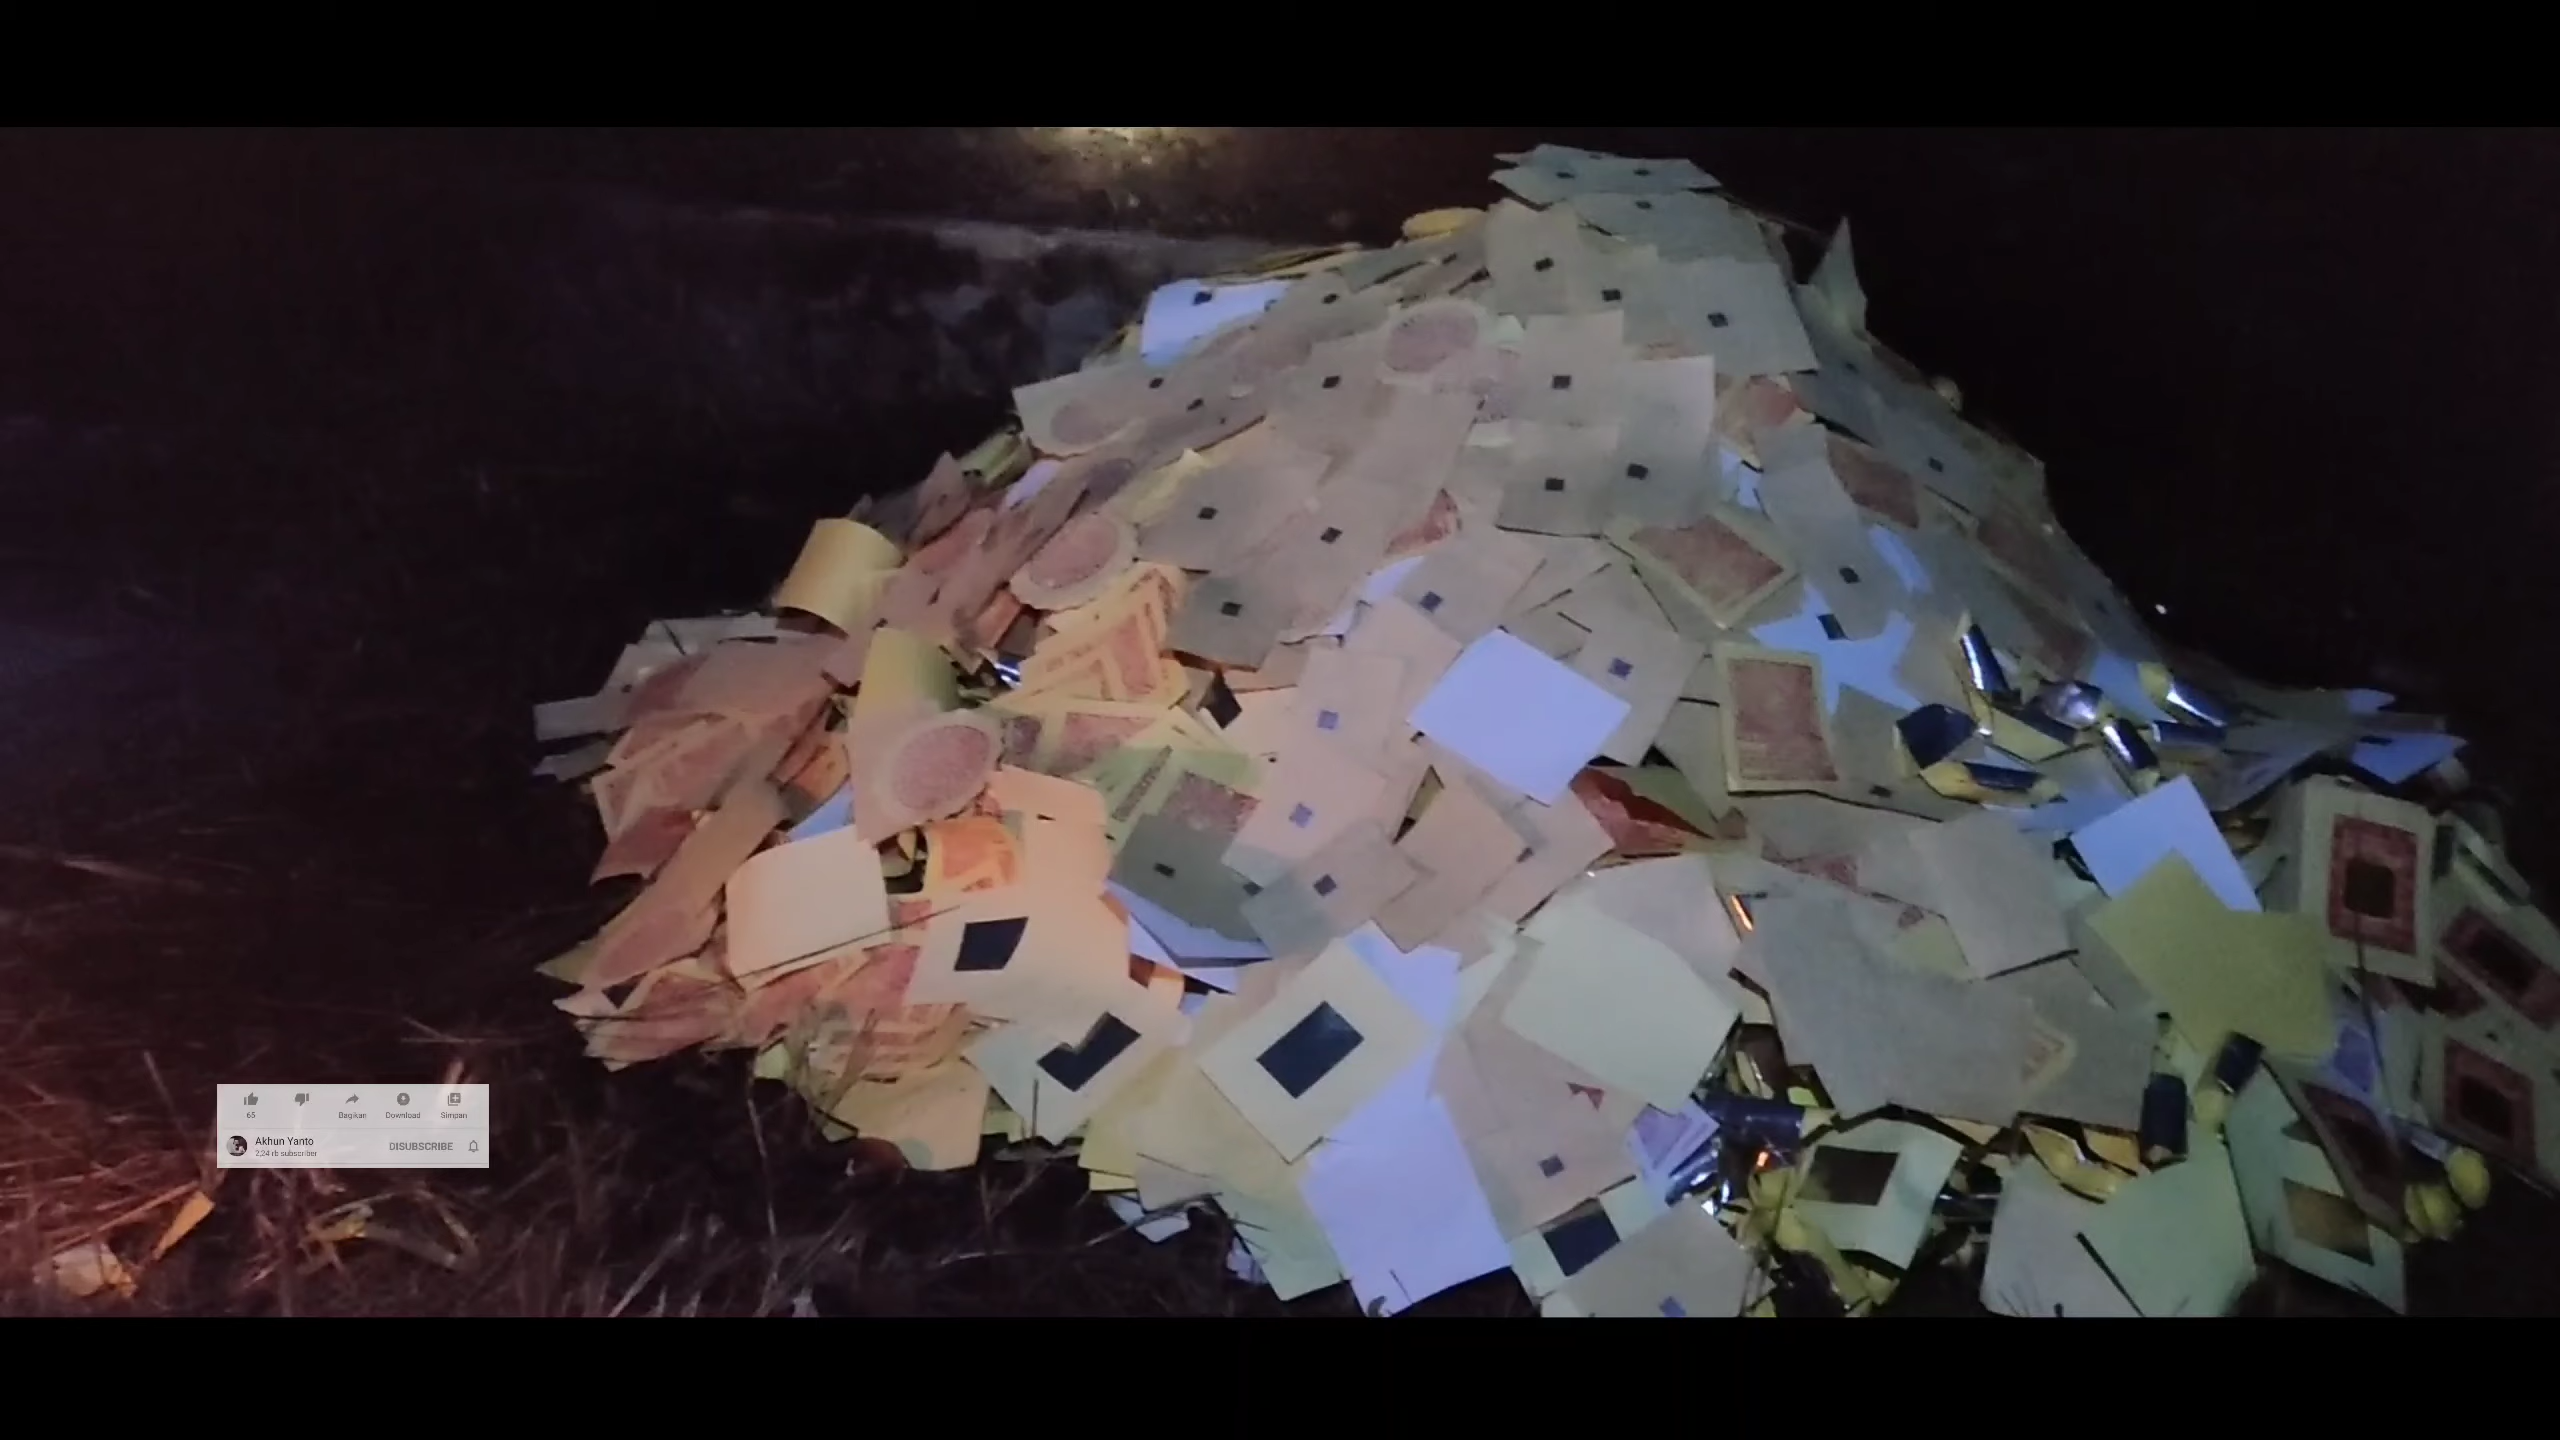 65
Bagikan
Download
Simpan
Akhun Yanto
2,24 rb subscriber
DISUBSCRIBE